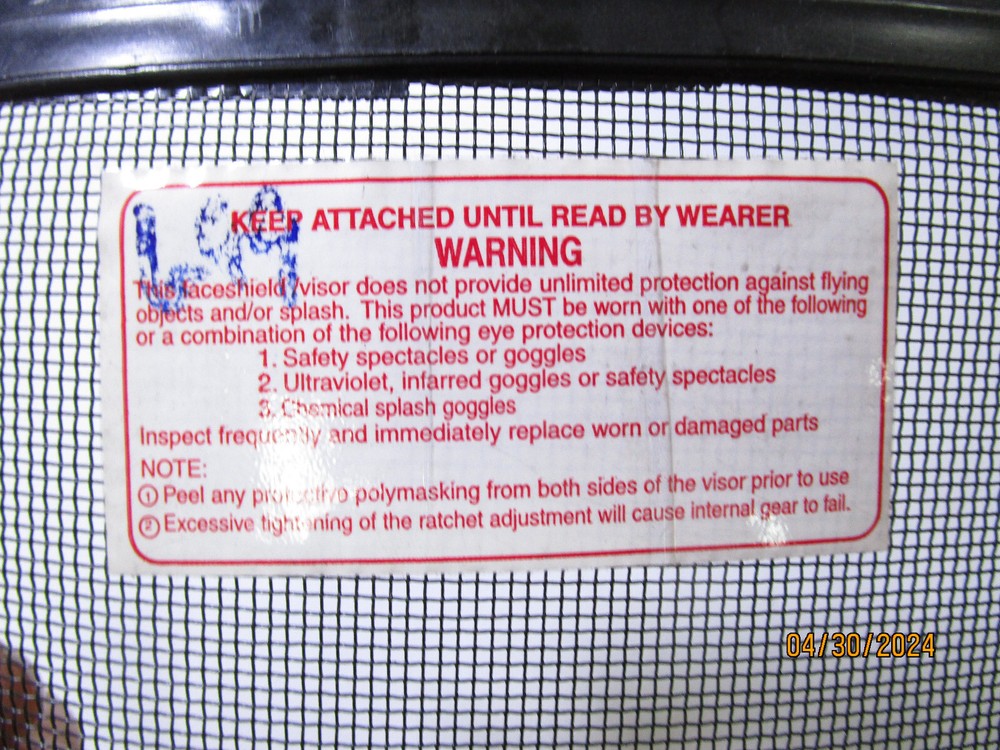 LSA
KEEP ATTACHED UNTIL READ BY WEARER
WARNING
This faceshield/visor does not provide unlimited protection against flying
objects and/or splash. This product MUST be worn with one of the following
or a combination of the following eye protection devices:
1. Safety spectacles or goggles
2. Ultraviolet, infarred goggles or safety spectacles
3. Chemical splash goggles
Inspect frequently and immediately replace worn or damaged parts
NOTE:
① Peel any protective polymasking from both sides of the visor prior to use
② Excessive tightening of the ratchet adjustment will cause internal gear to fail.
04/30/2024